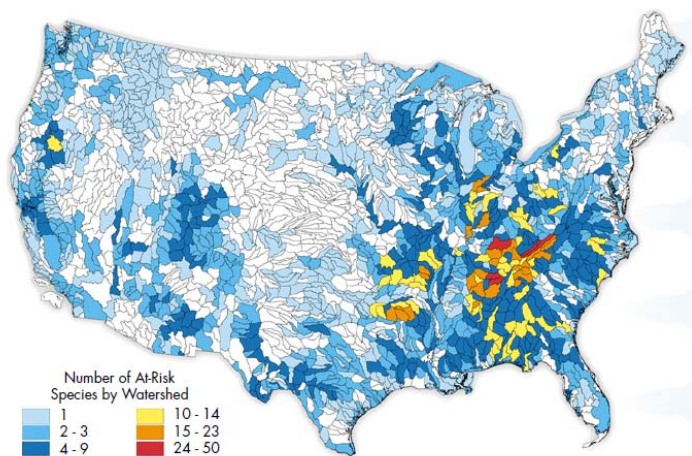 Number of At-Risk
Species by Watershed
1
2 - 3
4 - 9
10 - 14
15 - 23
24 - 50